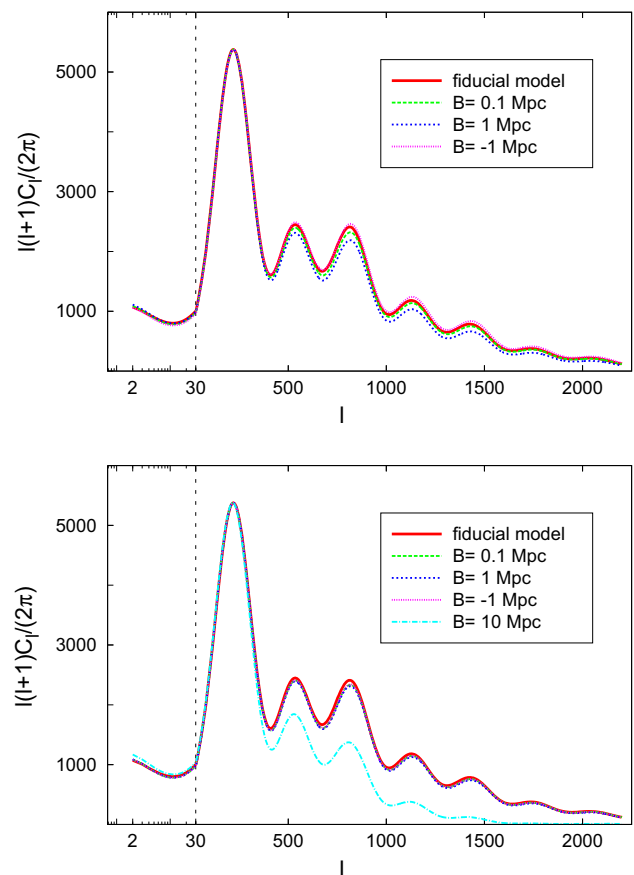 5000
3000
1000
l(l+1)C_l/(2π)
fiducial model
B= 0.1 Mpc
B= 1 Mpc
B= -1 Mpc
2 30 500 1000 1500 2000
l
5000
3000
1000
l(l+1)C_l/(2π)
fiducial model
B= 0.1 Mpc
B= 1 Mpc
B= -1 Mpc
B= 10 Mpc
2 30 500 1000 1500 2000
l